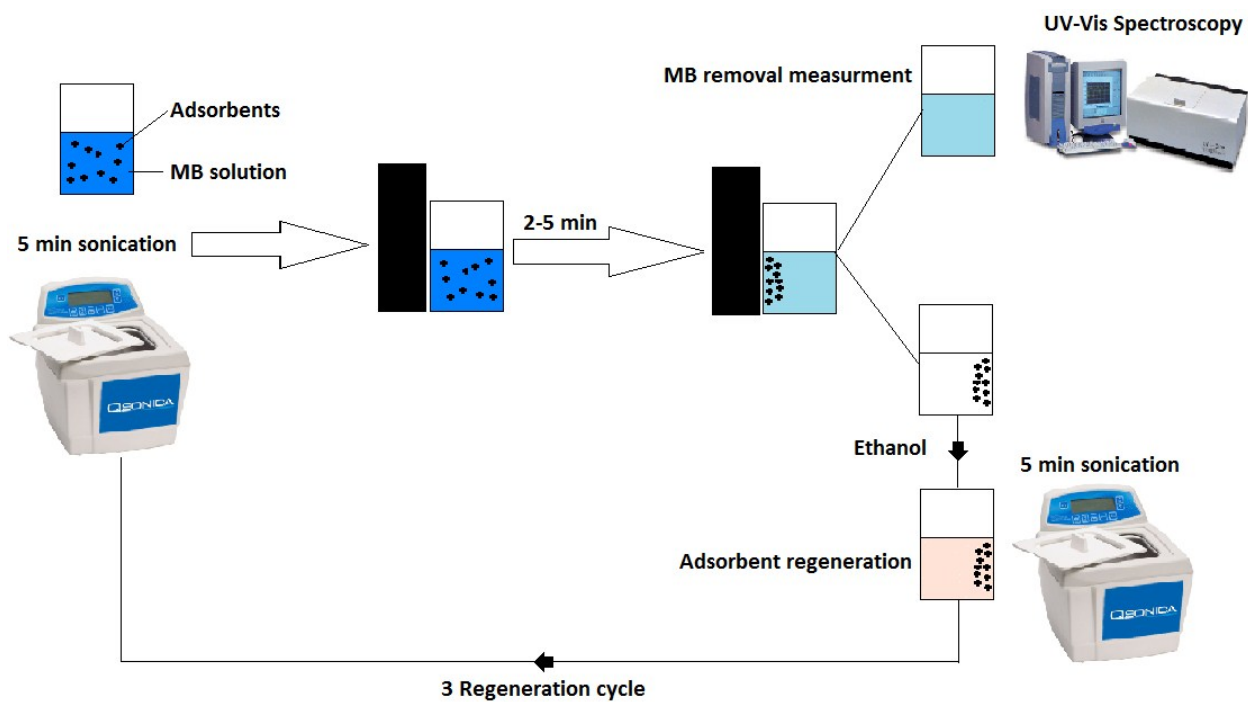 UV-Vis Spectroscopy
MB removal measurment
Adsorbents
MB solution
5 min sonication
2-5 min
QSONICA
Ethanol
5 min sonication
Adsorbent regeneration
QSONICA
3 Regeneration cycle